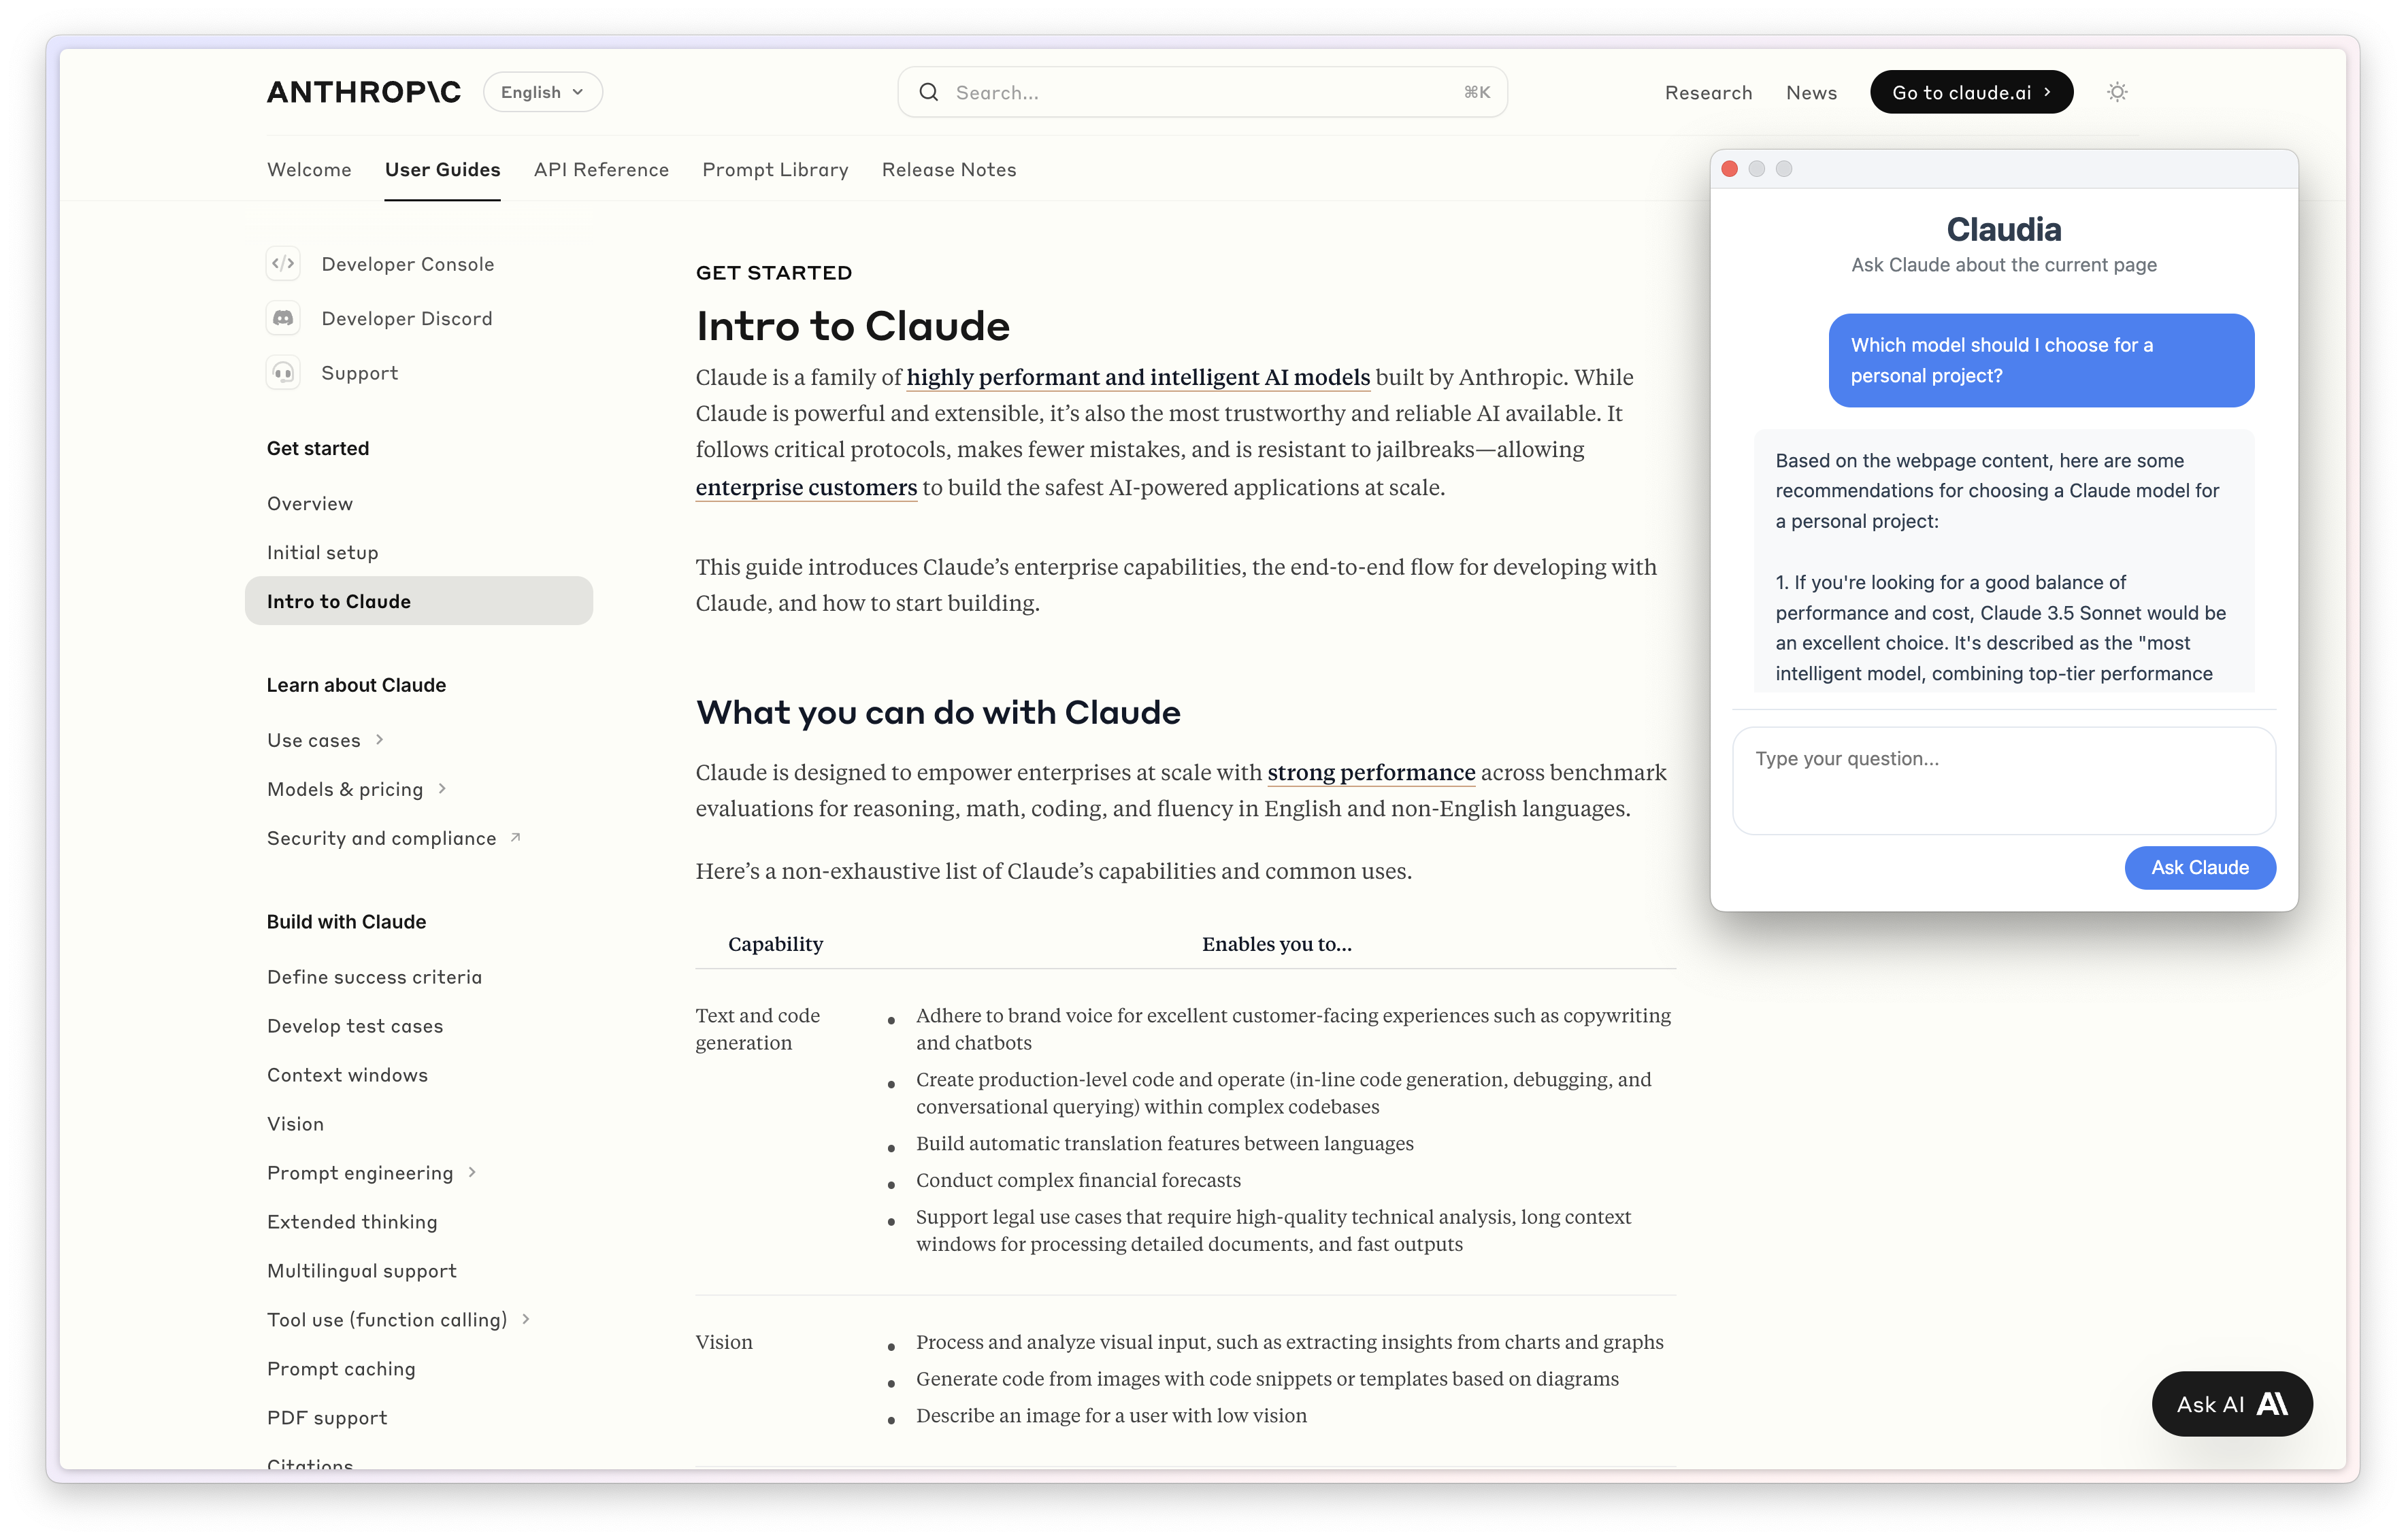 ANTHROP\C
English
Search...
⌘K
Research
News
Go to claude.ai
Welcome
User Guides
API Reference
Prompt Library
Release Notes
Developer Console
Developer Discord
Support
Get started
Overview
Initial setup
Intro to Claude
Learn about Claude
Use cases
Models & pricing
Security and compliance
Build with Claude
Define success criteria
Develop test cases
Context windows
Vision
Prompt engineering
Extended thinking
Multilingual support
Tool use (function calling)
Prompt caching
PDF support
Citations
GET STARTED
Intro to Claude
Claude is a family of highly performant and intelligent AI models built by Anthropic. While
Claude is powerful and extensible, it’s also the most trustworthy and reliable AI available. It
follows critical protocols, makes fewer mistakes, and is resistant to jailbreaks—allowing
enterprise customers to build the safest AI-powered applications at scale.
This guide introduces Claude’s enterprise capabilities, the end-to-end flow for developing with
Claude, and how to start building.
What you can do with Claude
Claude is designed to empower enterprises at scale with strong performance across benchmark
evaluations for reasoning, math, coding, and fluency in English and non-English languages.
Here’s a non-exhaustive list of Claude’s capabilities and common uses.
Capability
Enables you to…
Text and code
generation
Adhere to brand voice for excellent customer-facing experiences such as copywriting
and chatbots
Create production-level code and operate (in-line code generation, debugging, and
conversational querying) within complex codebases
Build automatic translation features between languages
Conduct complex financial forecasts
Support legal use cases that require high-quality technical analysis, long context
windows for processing detailed documents, and fast outputs
Vision
Process and analyze visual input, such as extracting insights from charts and graphs
Generate code from images with code snippets or templates based on diagrams
Describe an image for a user with low vision
Claudia
Ask Claude about the current page
Which model should I choose for a
personal project?
Based on the webpage content, here are some
recommendations for choosing a Claude model for
a personal project:
1. If you're looking for a good balance of
performance and cost, Claude 3.5 Sonnet would be
an excellent choice. It's described as the "most
intelligent model, combining top-tier performance
Type your question...
Ask Claude
Ask AI A\